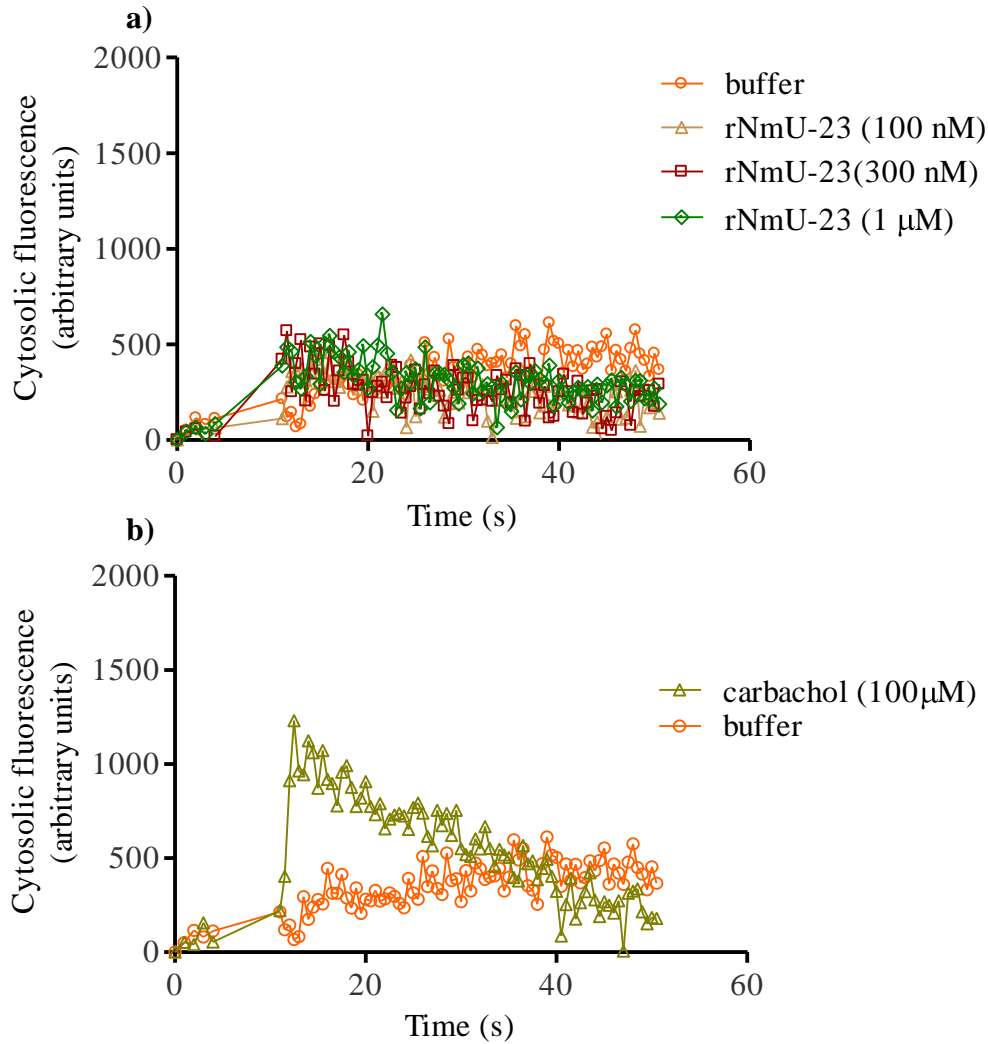 a)
2000
1500
1000
500
0
0 20 40 60
Cytosolic fluorescence
(arbitrary units)
Time (s)
buffer
rNmU-23 (100 nM)
rNmU-23(300 nM)
rNmU-23 (1 μM)
b)
2000
1500
1000
500
0
0 20 40 60
Cytosolic fluorescence
(arbitrary units)
Time (s)
carbachol (100μM)
buffer